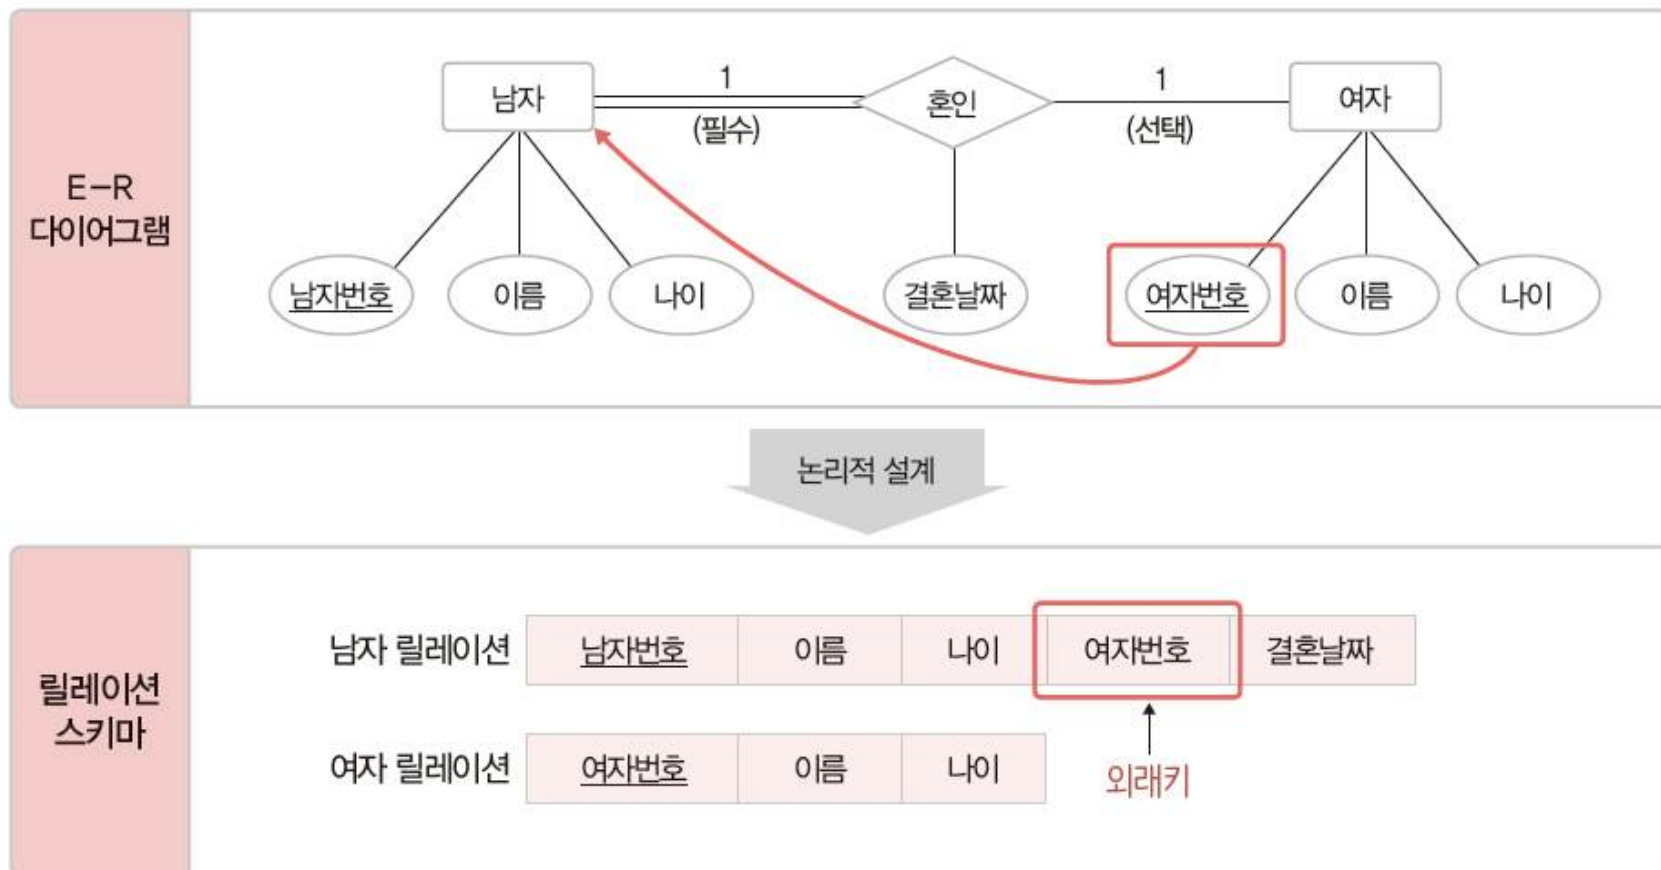 E-R
다이어그램
남자
1
(필수)
혼인
1
(선택)
여자
남자번호
이름
나이
결혼날짜
여자번호
이름
나이
논리적 설계
릴레이션
스키마
남자 릴레이션 남자번호 이름 나이 여자번호 결혼날짜
여자 릴레이션 여자번호 이름 나이
외래키